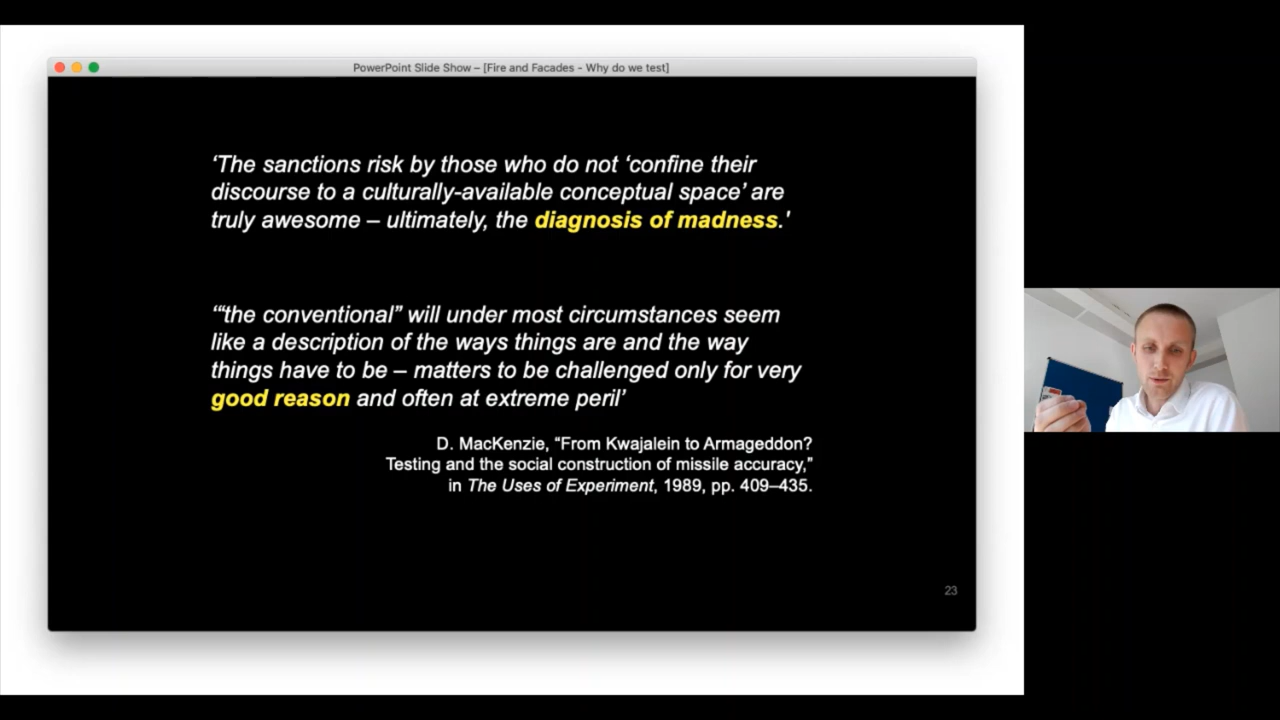 PowerPoint Slide Show – [Fire and Facades - Why do we test]
‘The sanctions risk by those who do not ‘confine their
discourse to a culturally-available conceptual space’ are
truly awesome – ultimately, the diagnosis of madness.’
‘“the conventional” will under most circumstances seem
like a description of the ways things are and the way
things have to be – matters to be challenged only for very
good reason and often at extreme peril’
D. MacKenzie, “From Kwajalein to Armageddon?
Testing and the social construction of missile accuracy,”
in The Uses of Experiment, 1989, pp. 409–435.
23